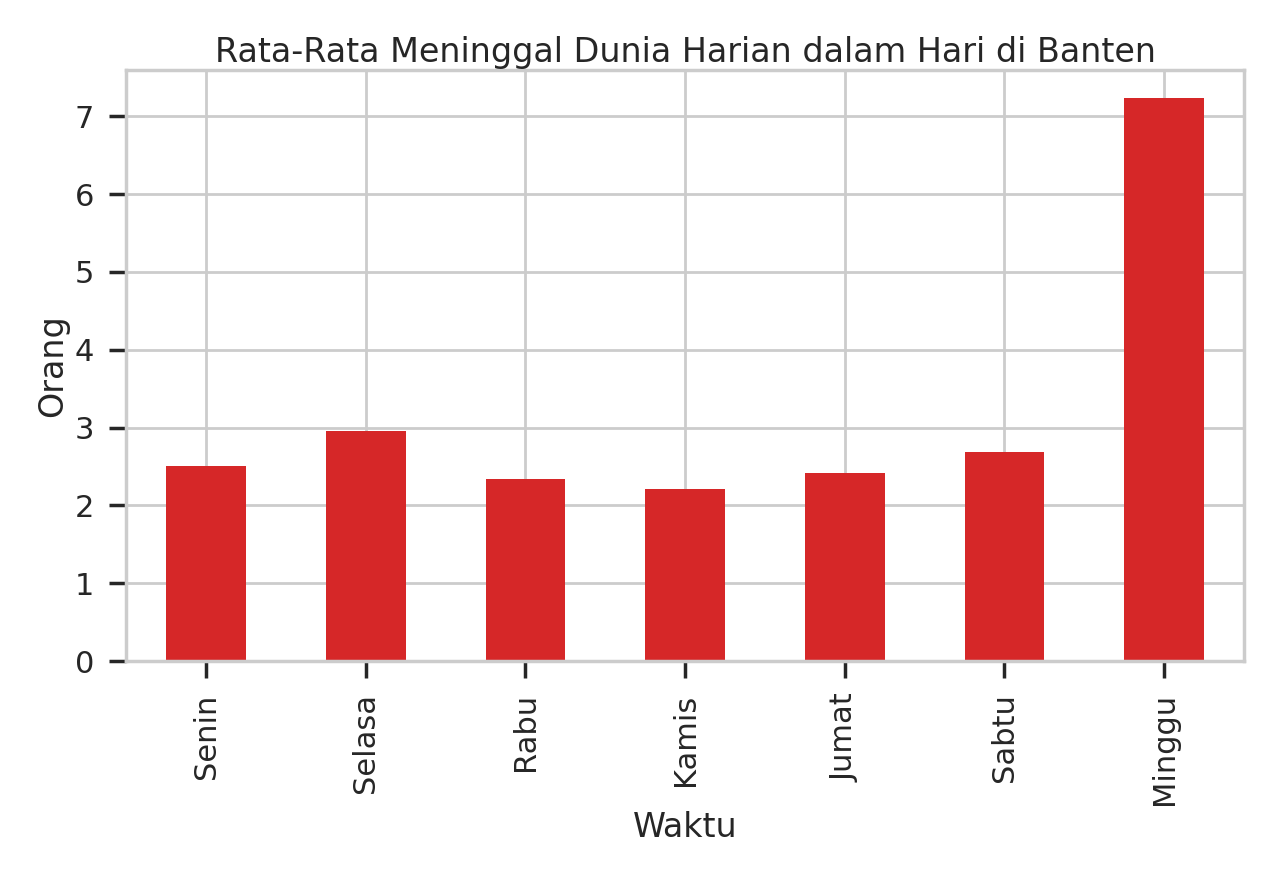 Rata-Rata Meninggal Dunia Harian dalam Hari di Banten
7
6
5
4
3
2
1
0
Orang
Senin
Selasa
Rabu
Kamis
Jumat
Sabtu
Minggu
Waktu